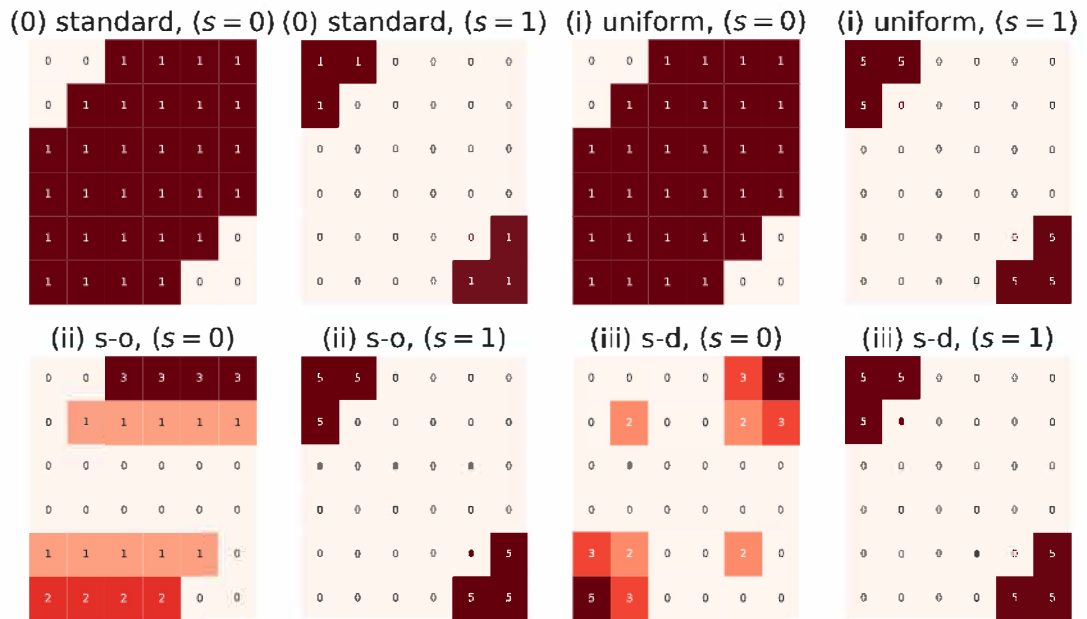 (0) standard, (s = 0) (0) standard, (s = 1) (i) uniform, (s = 0) (i) uniform, (s = 1)
0 0 1 1 1 1 1 1 0 0 0 0 0 0 1 1 1 1 5 5 0 0 0 0
0 1 1 1 1 1 1 0 0 0 0 0 0 1 1 1 1 1 5 0 0 0 0 0
1 1 1 1 1 1 0 0 0 0 0 0 1 1 1 1 1 1 0 0 0 0 0 0
1 1 1 1 1 1 0 0 0 0 0 0 1 1 1 1 1 1 0 0 0 0 0 0
1 1 1 1 1 0 0 0 0 0 0 1 1 1 1 1 1 0 0 0 0 0 5
1 1 1 1 0 0 0 0 0 0 1 1 1 1 1 1 0 0 0 0 0 0 5 5
(ii) s-o, (s = 0) (ii) s-o, (s = 1) (iii) s-d, (s = 0) (iii) s-d, (s = 1)
0 0 3 3 3 3 5 5 0 0 0 0 0 0 0 0 3 5 5 5 0 0 0 0
0 1 1 1 1 1 5 0 0 0 0 0 0 2 0 0 2 3 5 0 0 0 0
0 0 0 0 0 0 0 0 0 0 0 0 0 0 0 0 0 0 0 0
0 0 0 0 0 0 0 0 0 0 0 0 0 0 0 0 0 0 0 0 0 0 0 0
1 1 1 1 1 0 0 0 0 0 5 3 2 0 0 2 0 0 0 0 5
2 2 2 2 0 0 0 0 0 0 5 5 5 3 0 0 0 0 0 0 0 0 5 5